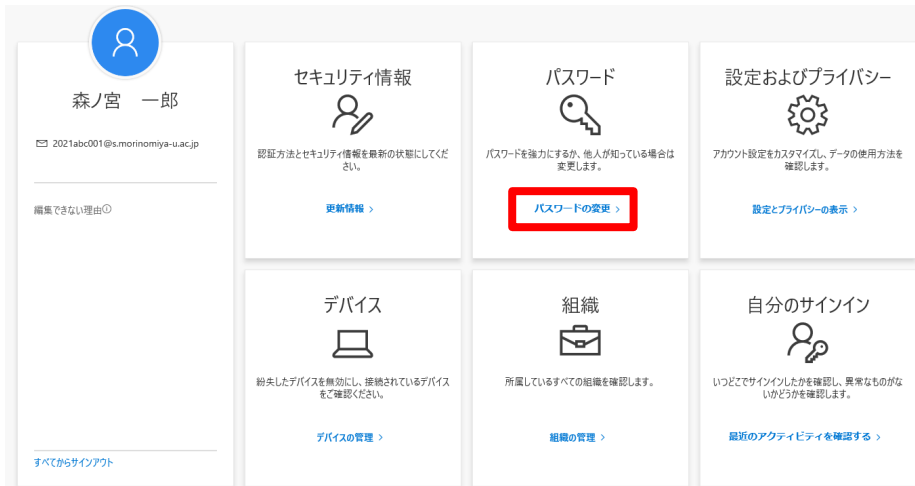 森ノ宮　一郎
2021abc001@s.morinomiya-u.ac.jp
編集できない理由
すべてからサインアウト
セキュリティ情報
認証方法とセキュリティ情報を最新の状態にしてくだ
さい。
更新情報 >
パスワード
パスワードを強力にするか、他人が知っている場合は
変更します。
パスワードの変更 >
設定およびプライバシー
アカウント設定をカスタマイズし、データの使用方法を
確認します。
設定とプライバシーの表示 >
デバイス
紛失したデバイスを無効にし、接続されているデバイス
をご確認ください。
デバイスの管理 >
組織
所属しているすべての組織を確認します。
組織の管理 >
自分のサインイン
いつどこでサインインしたかを確認し、異常なものがな
いかどうかを確認します。
最近のアクティビティを確認する >